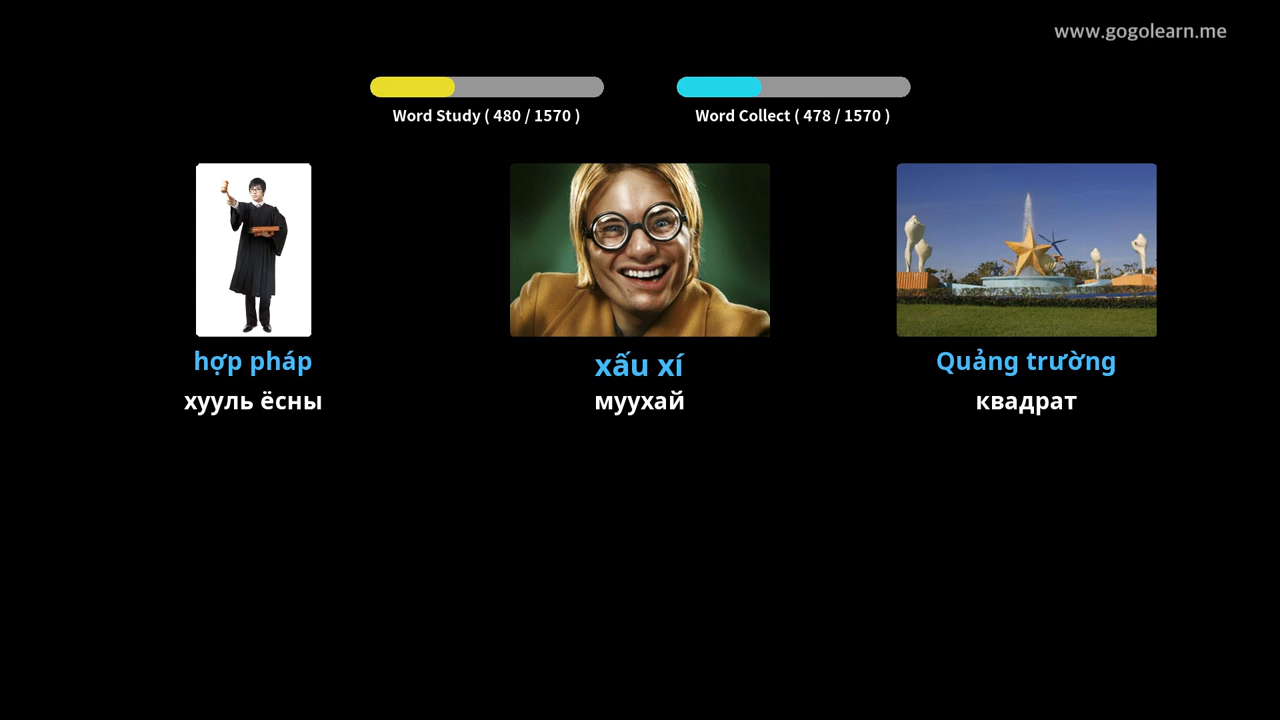 www.gogolearn.me
Word Study ( 480 / 1570 )
Word Collect ( 478 / 1570 )
hợp pháp
хууль ёсны
xấu xí
муухай
Quảng trường
квадрат